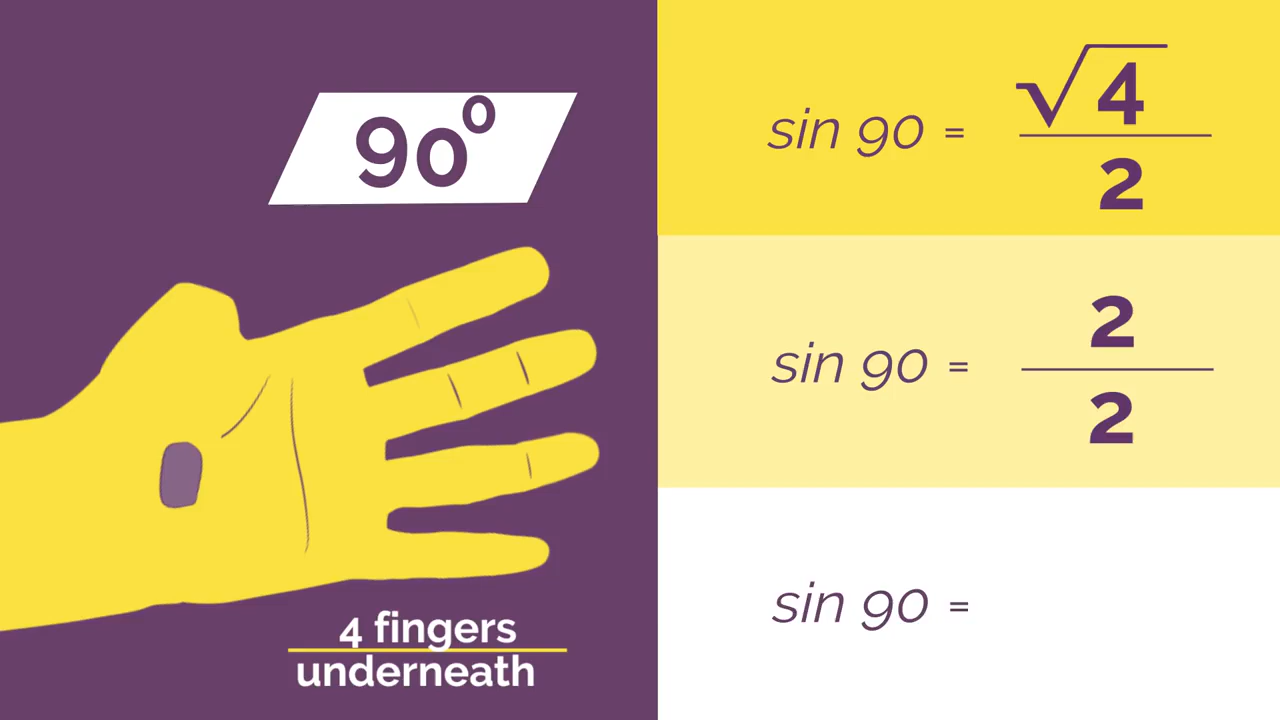 90°
4 fingers
underneath
sin 90 = √4
2
sin 90 = 2
2
sin 90 =